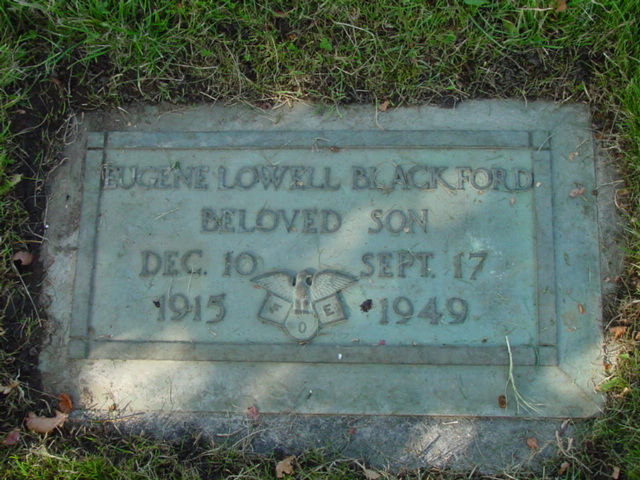 EUGENE LOWELL BLACKFORD
BELOVED SON
DEC. 10 SEPT. 17
1915 1949
F O E